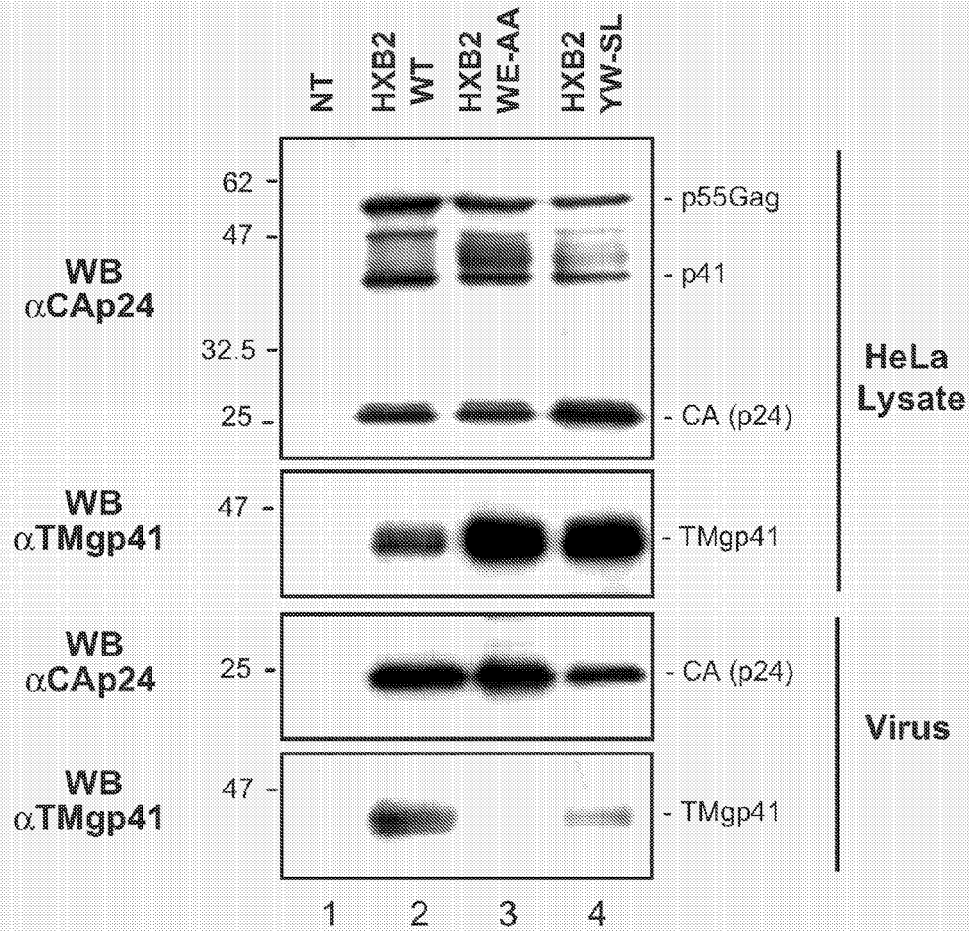 NT
HXB2
WT
HXB2
WE-AA
HXB2
YW-SL
62 -
- p55Gag
47 -
WB
αCAp24
- p41
32.5 -
HeLa
Lysate
25 -
- CA (p24)
WB
αTMgp41
47 -
- TMgp41
WB
αCAp24
25 -
- CA (p24)
Virus
WB
αTMgp41
47 -
- TMgp41
1 2 3 4